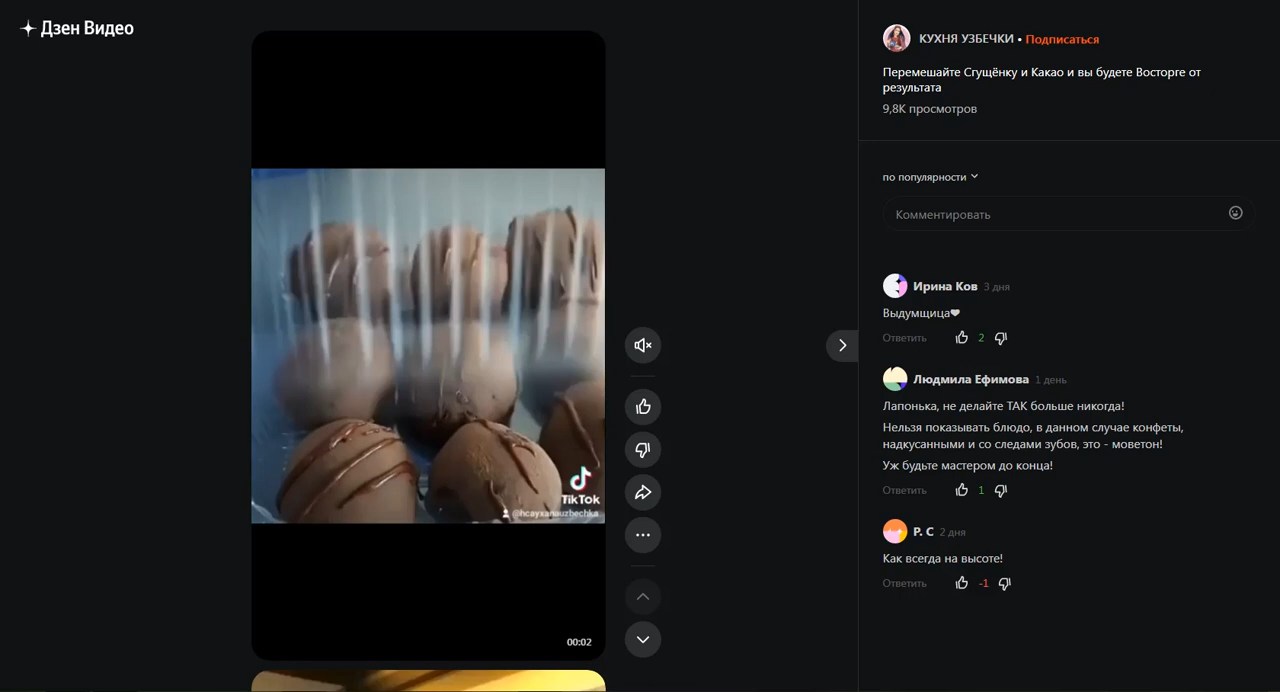 Дзен Видео
TikTok
@hcayxanauzbechka
00:02
КУХНЯ УЗБЕЧКИ • Подписаться
Перемешайте Сгущёнку и Какао и вы будете Восторге от
результата
9,8K просмотров
по популярности
Комментировать
Ирина Ков 3 дня
Выдумщица❤
Ответить 2
Людмила Ефимова 1 день
Лапонька, не делайте ТАК больше никогда!
Нельзя показывать блюдо, в данном случае конфеты,
надкусанными и со следами зубов, это - моветон!
Уж будьте мастером до конца!
Ответить 1
Р. С 2 дня
Как всегда на высоте!
Ответить -1